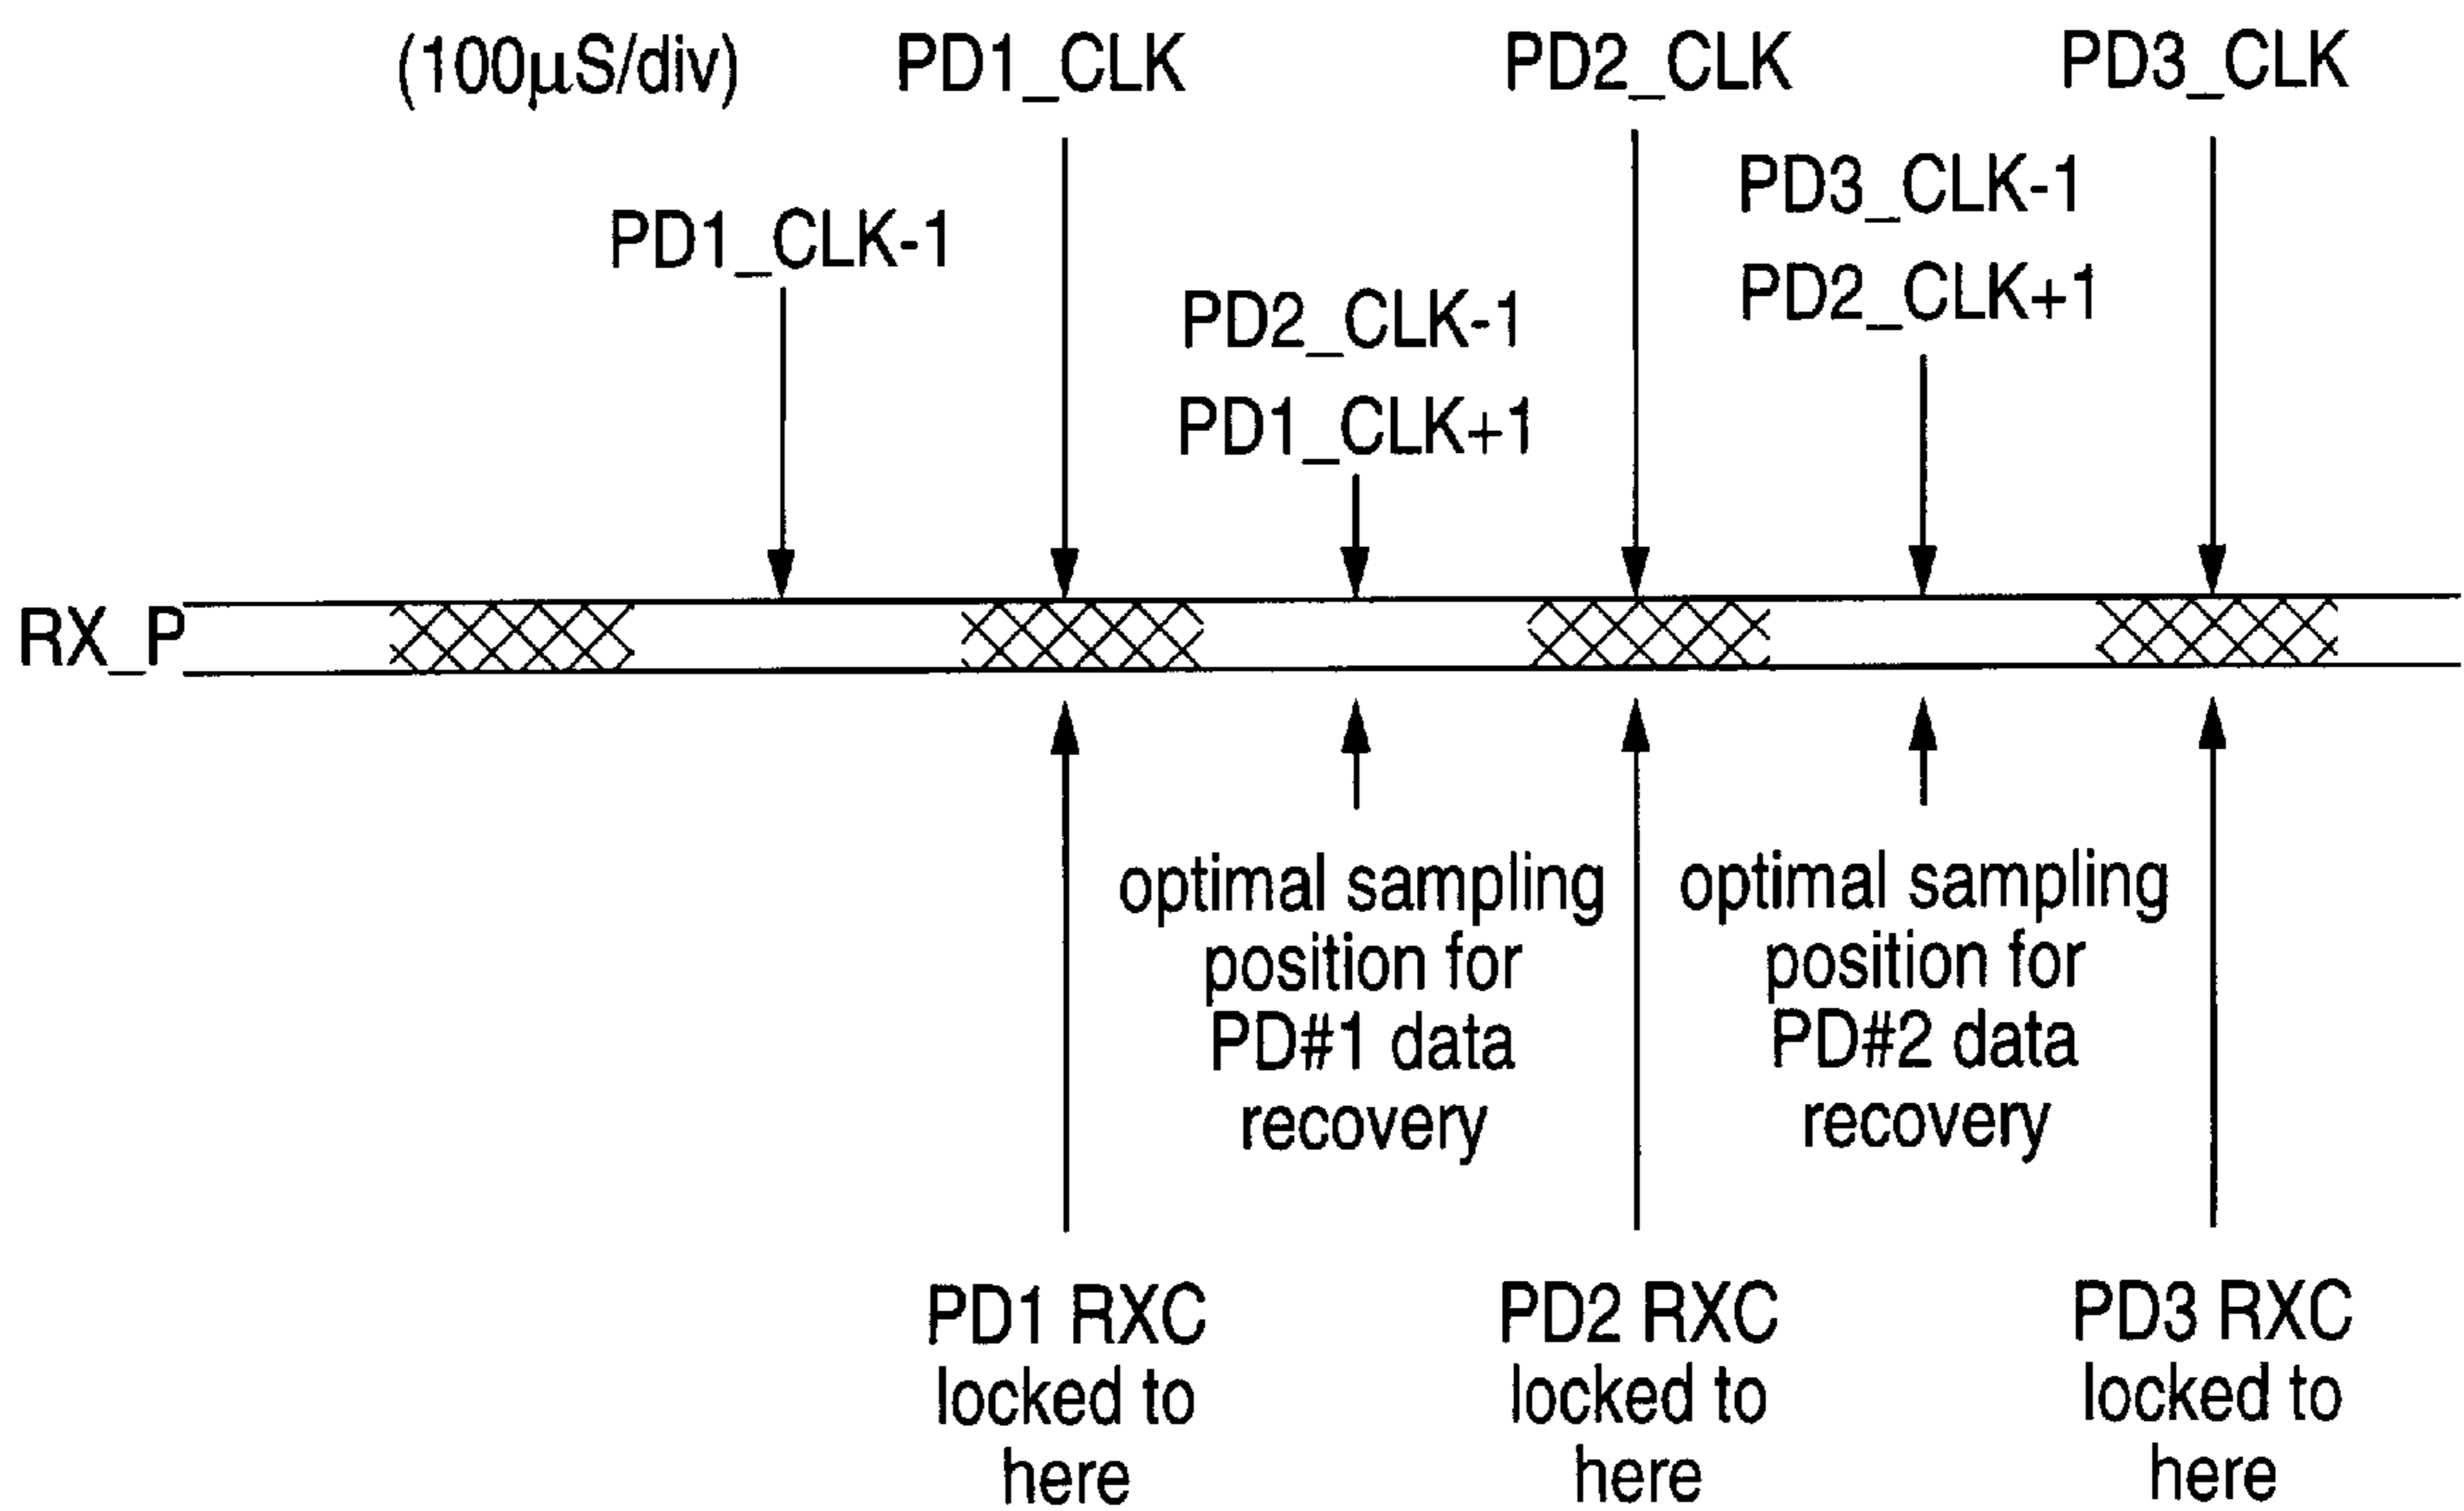 (100µS/div)
PD1_CLK
PD2_CLK
PD3_CLK
PD1_CLK-1
PD2_CLK-1
PD1_CLK+1
PD3_CLK-1
PD2_CLK+1
RX_P
optimal sampling
position for
PD#1 data
recovery
optimal sampling
position for
PD#2 data
recovery
PD1 RXC
locked to
here
PD2 RXC
locked to
here
PD3 RXC
locked to
here